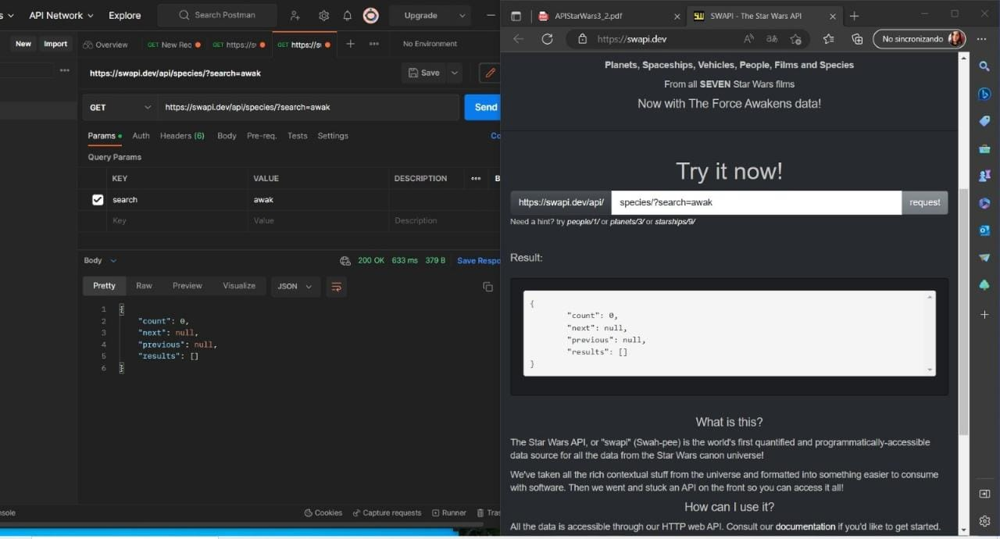 s API Network Explore Search Postman Upgrade
New Import Overview GET New Rec GET https://s GET https://s No Environment
https://swapi.dev/api/species/?search=awak Save
GET https://swapi.dev/api/species/?search=awak Send
Params Auth Headers (6) Body Pre-req. Tests Settings Co
Query Params
KEY VALUE DESCRIPTION B
search awak
Key Value Description
Body 200 OK 633 ms 379 B Save Respo
Pretty Raw Preview Visualize JSON
1 {
2 "count": 0,
3 "next": null,
4 "previous": null,
5 "results": []
6 }
nsole Cookies Capture requests Runner Tras
APIStarWars3_2.pdf SWAPI - The Star Wars API
https://swapi.dev No sincronizando
Planets, Spaceships, Vehicles, People, Films and Species
From all SEVEN Star Wars films
Now with The Force Awakens data!
Try it now!
https://swapi.dev/api/ species/?search=awak request
Need a hint? try people/1/ or planets/3/ or starships/9/
Result:
{
"count": 0,
"next": null,
"previous": null,
"results": []
}
What is this?
The Star Wars API, or "swapi" (Swah-pee) is the world's first quantified and programmatically-accessible
data source for all the data from the Star Wars canon universe!
We've taken all the rich contextual stuff from the universe and formatted into something easier to consume
with software. Then we went and stuck an API on the front so you can access it all!
How can I use it?
All the data is accessible through our HTTP web API. Consult our documentation if you'd like to get started.